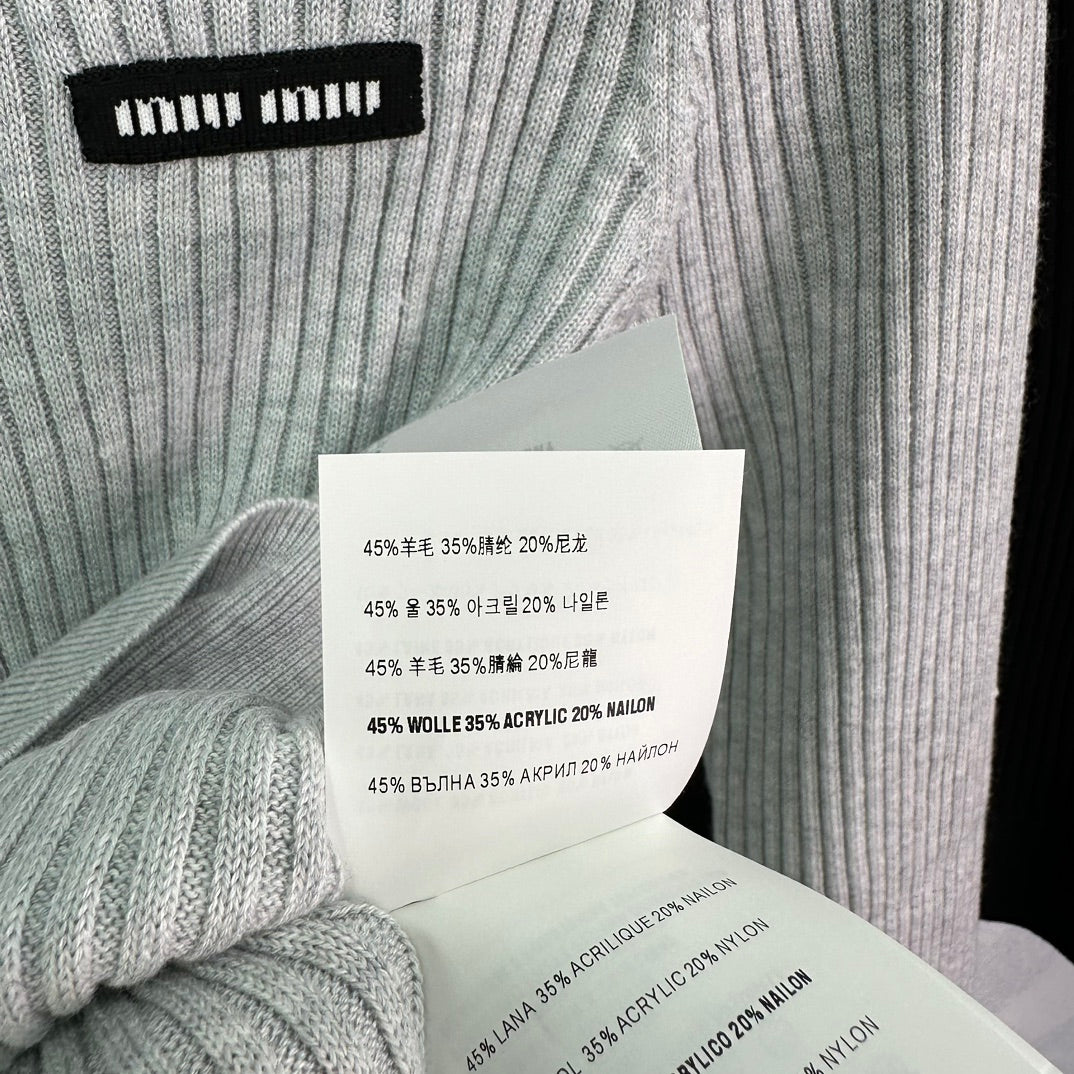 miu miu
45%羊毛 35%腈纶 20%尼龙
45% 울 35% 아크릴 20% 나일론
45% 羊毛 35%腈綸 20%尼龍
45% WOLLE 35% ACRYLIC 20% NAILON
45% ВЪЛНА 35% АКРИЛ 20% НАЙЛОН
45% LANA 35% ACRILIQUE 20% NAILON
35% ACRYLIC 20% NYLON
20% NAILON
% NYLON